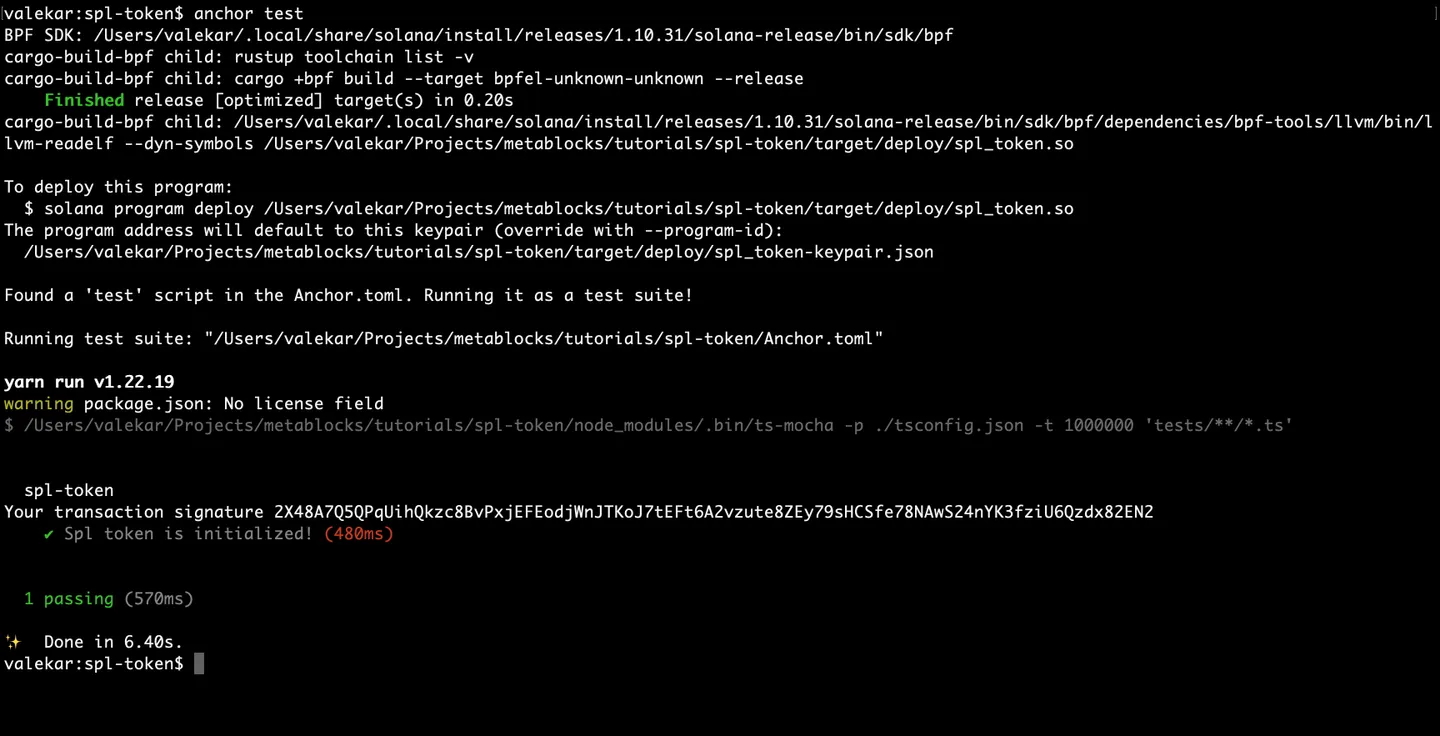 valekar:spl-token$ anchor test
BPF SDK: /Users/valekar/.local/share/solana/install/releases/1.10.31/solana-release/bin/sdk/bpf
cargo-build-bpf child: rustup toolchain list -v
cargo-build-bpf child: cargo +bpf build --target bpfel-unknown-unknown --release
Finished release [optimized] target(s) in 0.20s
cargo-build-bpf child: /Users/valekar/.local/share/solana/install/releases/1.10.31/solana-release/bin/sdk/bpf/dependencies/bpf-tools/llvm/bin/l
lvm-readelf --dyn-symbols /Users/valekar/Projects/metablocks/tutorials/spl-token/target/deploy/spl_token.so
To deploy this program:
$ solana program deploy /Users/valekar/Projects/metablocks/tutorials/spl-token/target/deploy/spl_token.so
The program address will default to this keypair (override with --program-id):
/Users/valekar/Projects/metablocks/tutorials/spl-token/target/deploy/spl_token-keypair.json
Found a 'test' script in the Anchor.toml. Running it as a test suite!
Running test suite: "/Users/valekar/Projects/metablocks/tutorials/spl-token/Anchor.toml"
yarn run v1.22.19
warning package.json: No license field
$ /Users/valekar/Projects/metablocks/tutorials/spl-token/node_modules/.bin/ts-mocha -p ./tsconfig.json -t 1000000 'tests/**/*.ts'
spl-token
Your transaction signature 2X48A7Q5QPqUihQkzc8BvPxjEFEodjWnJTKoJ7tEFt6A2vzute8ZEy79sHCSfe78NAwS24nYK3fziU6Qzdx82EN2
✔ Spl token is initialized! (480ms)
1 passing (570ms)
✨ Done in 6.40s.
valekar:spl-token$